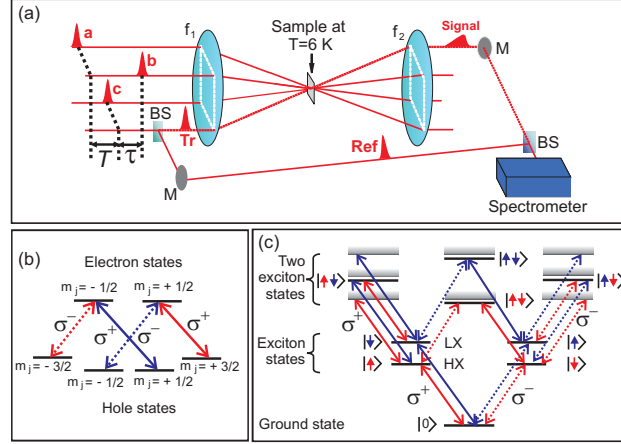 (a)
a
b
c
f1
f2
Sample at
T=6 K
Signal
M
BS
Tr
T
τ
M
Ref
BS
Spectrometer
(b)
Electron states
mj = - 1/2
mj = + 1/2
σ+
σ−
σ−
σ+
mj = - 3/2
mj = - 1/2
mj = + 1/2
mj = + 3/2
Hole states
(c)
Two
exciton
states
|↑↓⟩
|↑↓⟩
|↑↓⟩
|↑↓⟩
σ+
σ−
Exciton
states
|↓⟩
LX
|↑⟩
|↑⟩
HX
|↓⟩
σ+
σ−
Ground state
|0⟩